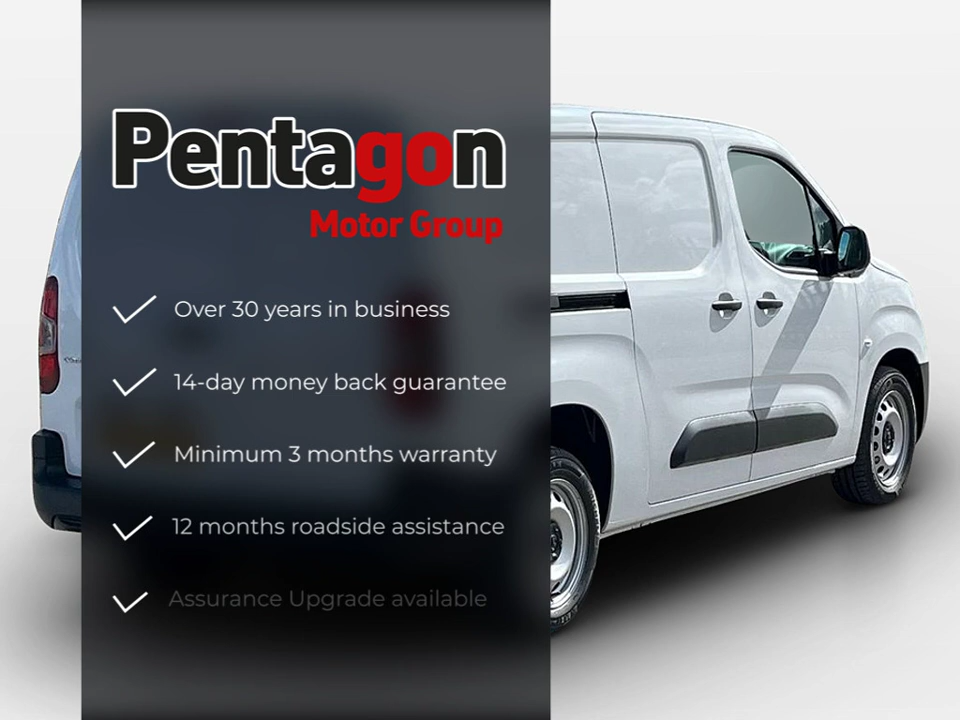 Pentagon
Motor Group
Over 30 years in business
14-day money back guarantee
Minimum 3 months warranty
12 months roadside assistance
Assurance Upgrade available